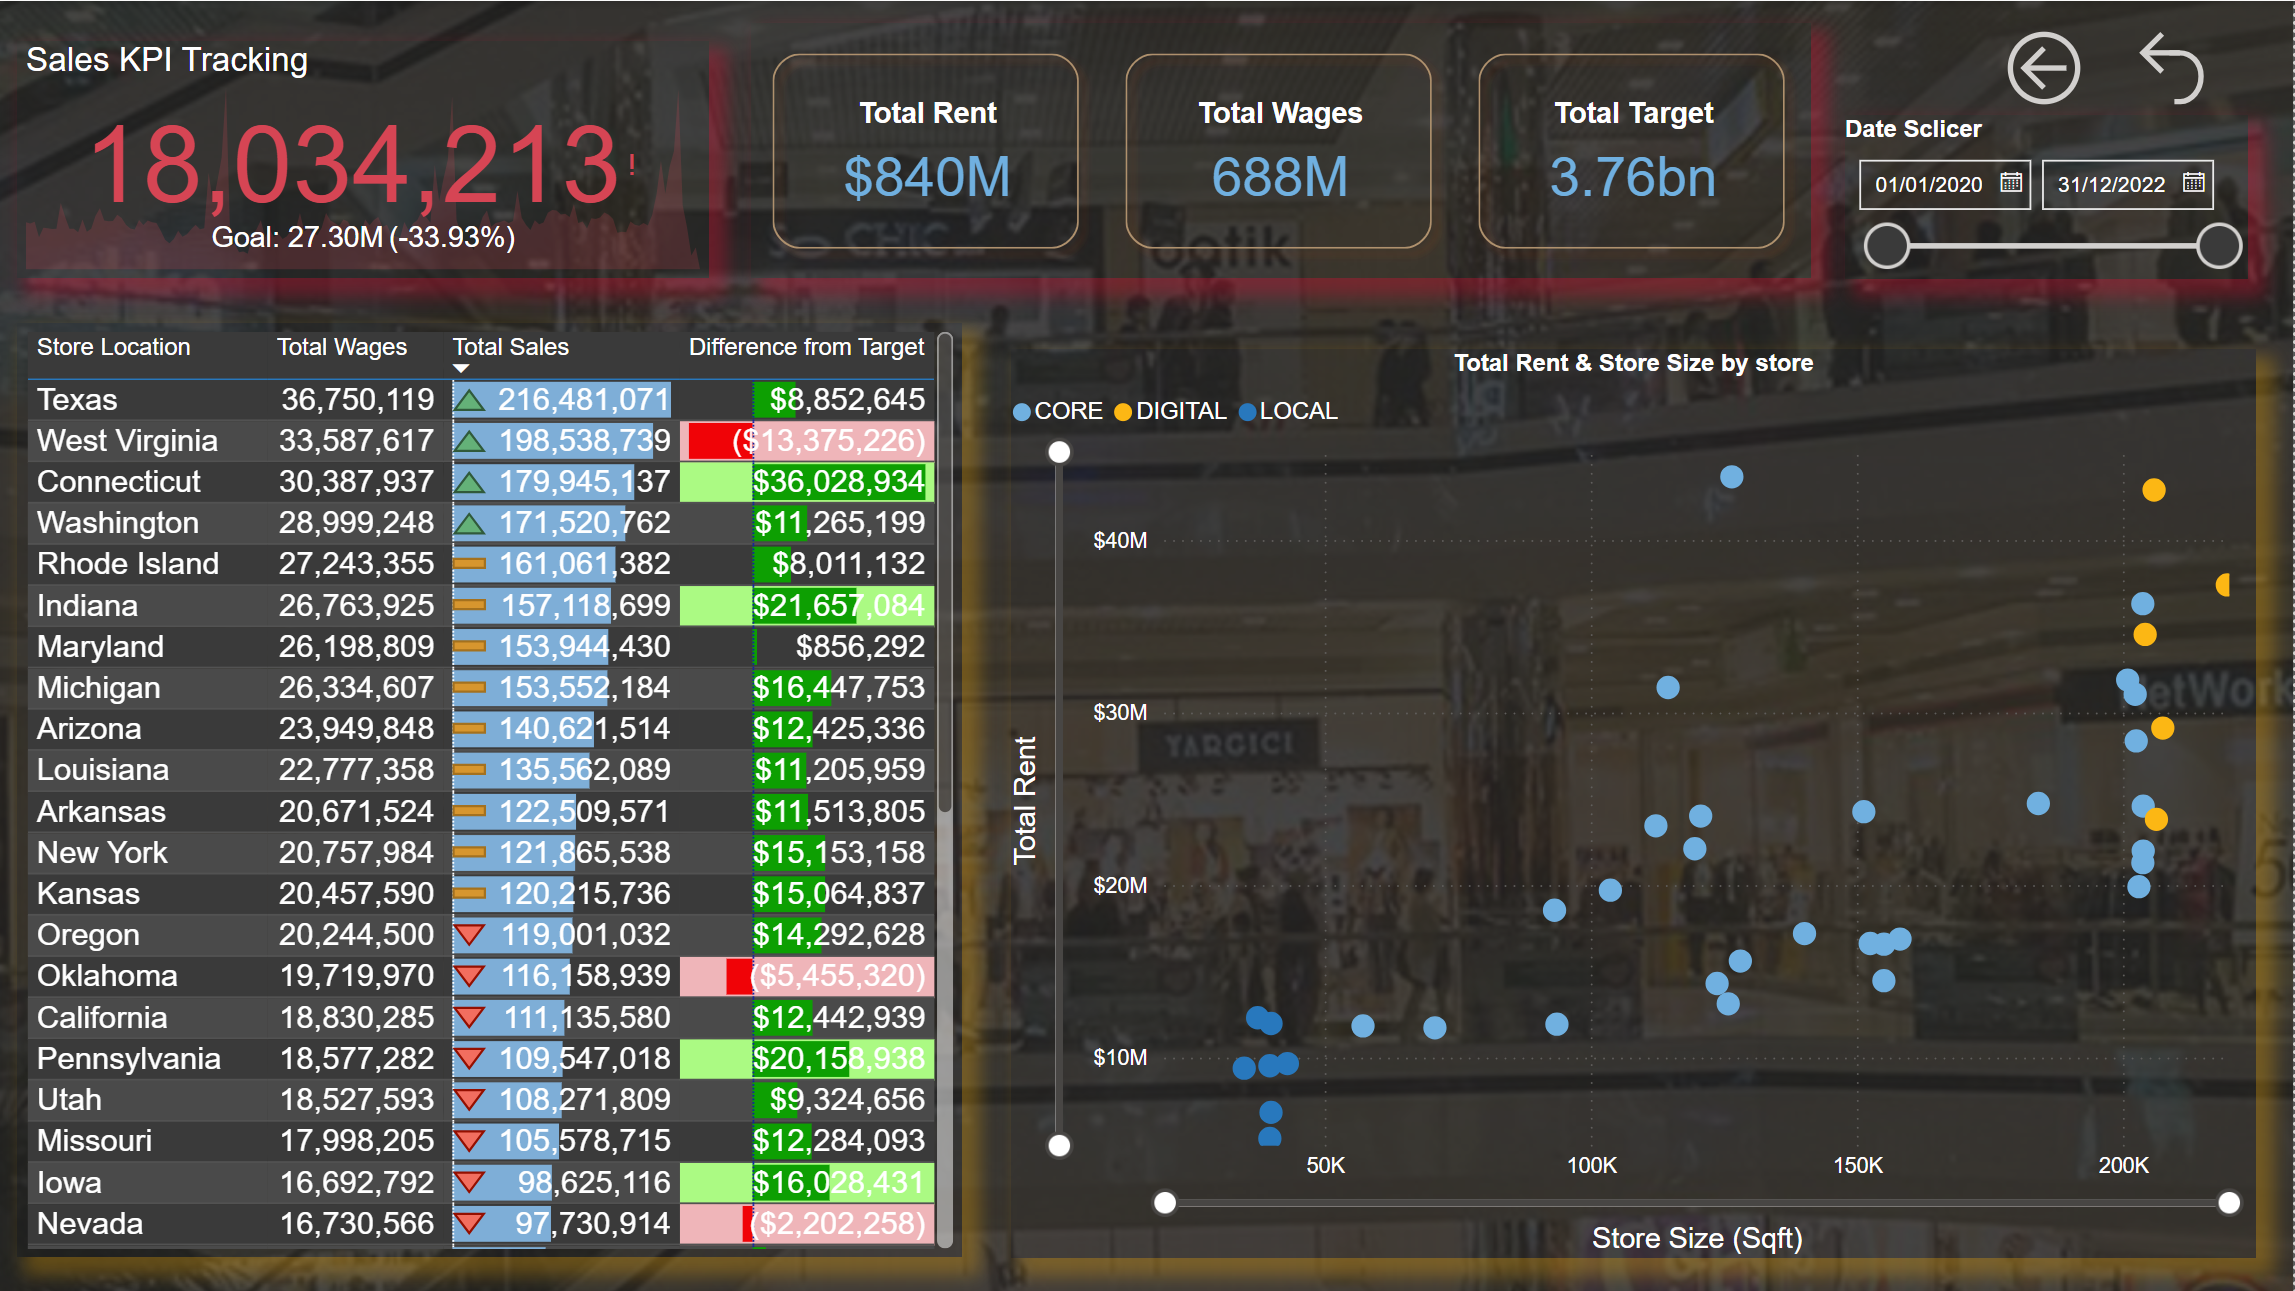 Sales KPI Tracking
18,034,213!
Goal: 27.30M (-33.93%)
Total Rent
$840M
Total Wages
688M
Total Target
3.76bn
Date Sclicer
01/01/2020 31/12/2022
Store Location Total Wages Total Sales Difference from Target
Texas 36,750,119 216,481,071 $8,852,645
West Virginia 33,587,617 198,538,739 ($13,375,226)
Connecticut 30,387,937 179,945,137 $36,028,934
Washington 28,999,248 171,520,762 $11,265,199
Rhode Island 27,243,355 161,061,382 $8,011,132
Indiana 26,763,925 157,118,699 $21,657,084
Maryland 26,198,809 153,944,430 $856,292
Michigan 26,334,607 153,552,184 $16,447,753
Arizona 23,949,848 140,621,514 $12,425,336
Louisiana 22,777,358 135,562,089 $11,205,959
Arkansas 20,671,524 122,509,571 $11,513,805
New York 20,757,984 121,865,538 $15,153,158
Kansas 20,457,590 120,215,736 $15,064,837
Oregon 20,244,500 119,001,032 $14,292,628
Oklahoma 19,719,970 116,158,939 ($5,455,320)
California 18,830,285 111,135,580 $12,442,939
Pennsylvania 18,577,282 109,547,018 $20,158,938
Utah 18,527,593 108,271,809 $9,324,656
Missouri 17,998,205 105,578,715 $12,284,093
Iowa 16,692,792 98,625,116 $16,028,431
Nevada 16,730,566 97,730,914 ($2,202,258)
Total Rent & Store Size by store
CORE DIGITAL LOCAL
Total Rent
$40M
$30M
$20M
$10M
50K 100K 150K 200K
Store Size (Sqft)
CHIC
optik
YARGICI
NetWork